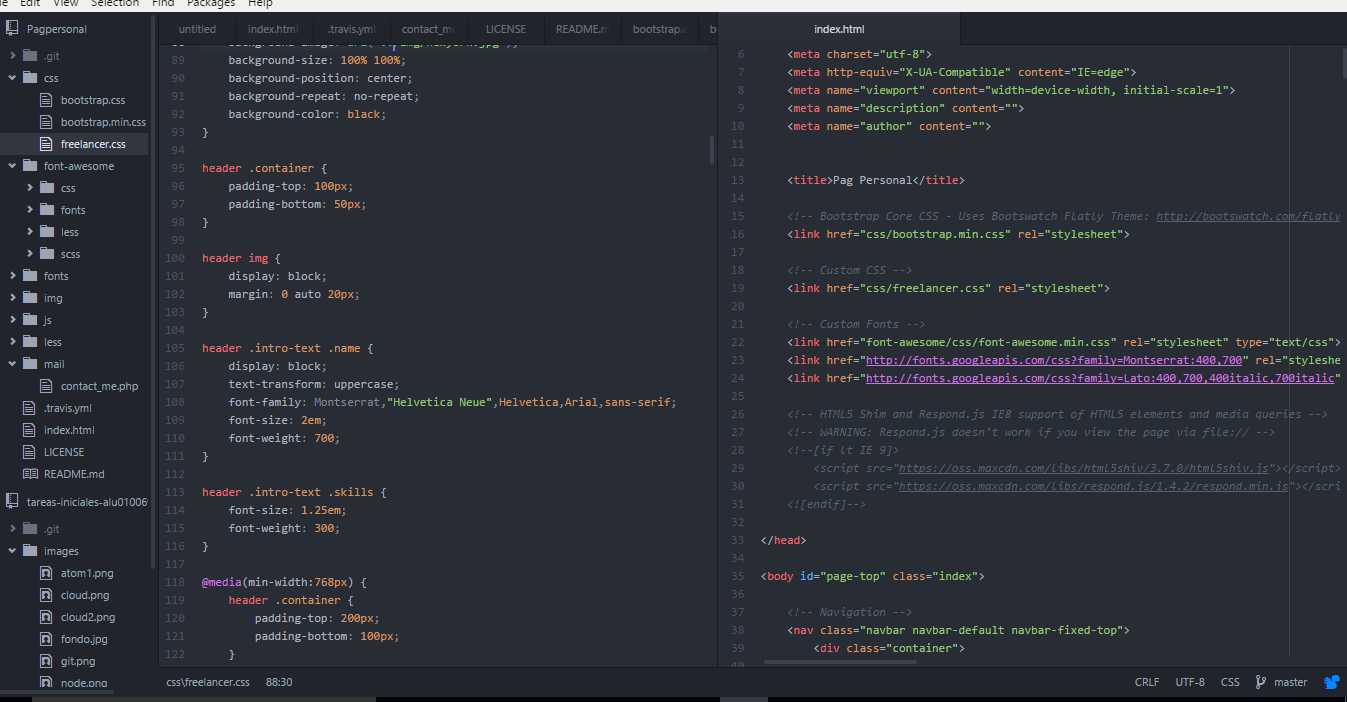 Edit View Selection Find Packages Help
Pagpersonal
.git
css
bootstrap.css
bootstrap.min.css
freelancer.css
font-awesome
css
fonts
less
scss
fonts
img
js
less
mail
contact_me.php
.travis.yml
index.html
LICENSE
README.md
tareas-iniciales-alu01006
.git
images
atom1.png
cloud.png
cloud2.png
fondo.jpg
git.png
node.png
untitled index.html .travis.yml contact_me LICENSE README.m bootstrap. b
89 background-size: 100% 100%;
90 background-position: center;
91 background-repeat: no-repeat;
92 background-color: black;
93 }
94
95 header .container {
96 padding-top: 100px;
97 padding-bottom: 50px;
98 }
99
100 header img {
101 display: block;
102 margin: 0 auto 20px;
103 }
104
105 header .intro-text .name {
106 display: block;
107 text-transform: uppercase;
108 font-family: Montserrat,"Helvetica Neue",Helvetica,Arial,sans-serif;
109 font-size: 2em;
110 font-weight: 700;
111 }
112
113 header .intro-text .skills {
114 font-size: 1.25em;
115 font-weight: 300;
116 }
117
118 @media(min-width:768px) {
119 header .container {
120 padding-top: 200px;
121 padding-bottom: 100px;
122 }
index.html
6 <meta charset="utf-8">
7 <meta http-equiv="X-UA-Compatible" content="IE=edge">
8 <meta name="viewport" content="width=device-width, initial-scale=1">
9 <meta name="description" content="">
10 <meta name="author" content="">
11
12
13 <title>Pag Personal</title>
14
15 <!-- Bootstrap Core CSS - Uses Bootswatch Flatly Theme: http://bootswatch.com/flatly
16 <link href="css/bootstrap.min.css" rel="stylesheet">
17
18 <!-- Custom CSS -->
19 <link href="css/freelancer.css" rel="stylesheet">
20
21 <!-- Custom Fonts -->
22 <link href="font-awesome/css/font-awesome.min.css" rel="stylesheet" type="text/css">
23 <link href="http://fonts.googleapis.com/css?family=Montserrat:400,700" rel="styleshe
24 <link href="http://fonts.googleapis.com/css?family=Lato:400,700,400italic,700italic"
25
26 <!-- HTML5 Shim and Respond.js IE8 support of HTML5 elements and media queries -->
27 <!-- WARNING: Respond.js doesn't work if you view the page via file:// -->
28 <!--[if lt IE 9]>
29 <script src="https://oss.maxcdn.com/libs/html5shiv/3.7.0/html5shiv.js"></script>
30 <script src="https://oss.maxcdn.com/libs/respond.js/1.4.2/respond.min.js"></scri
31 <![endif]-->
32
33 </head>
34
35 <body id="page-top" class="index">
36
37 <!-- Navigation -->
38 <nav class="navbar navbar-default navbar-fixed-top">
39 <div class="container">
40
css\freelancer.css 88:30 CRLF UTF-8 CSS master